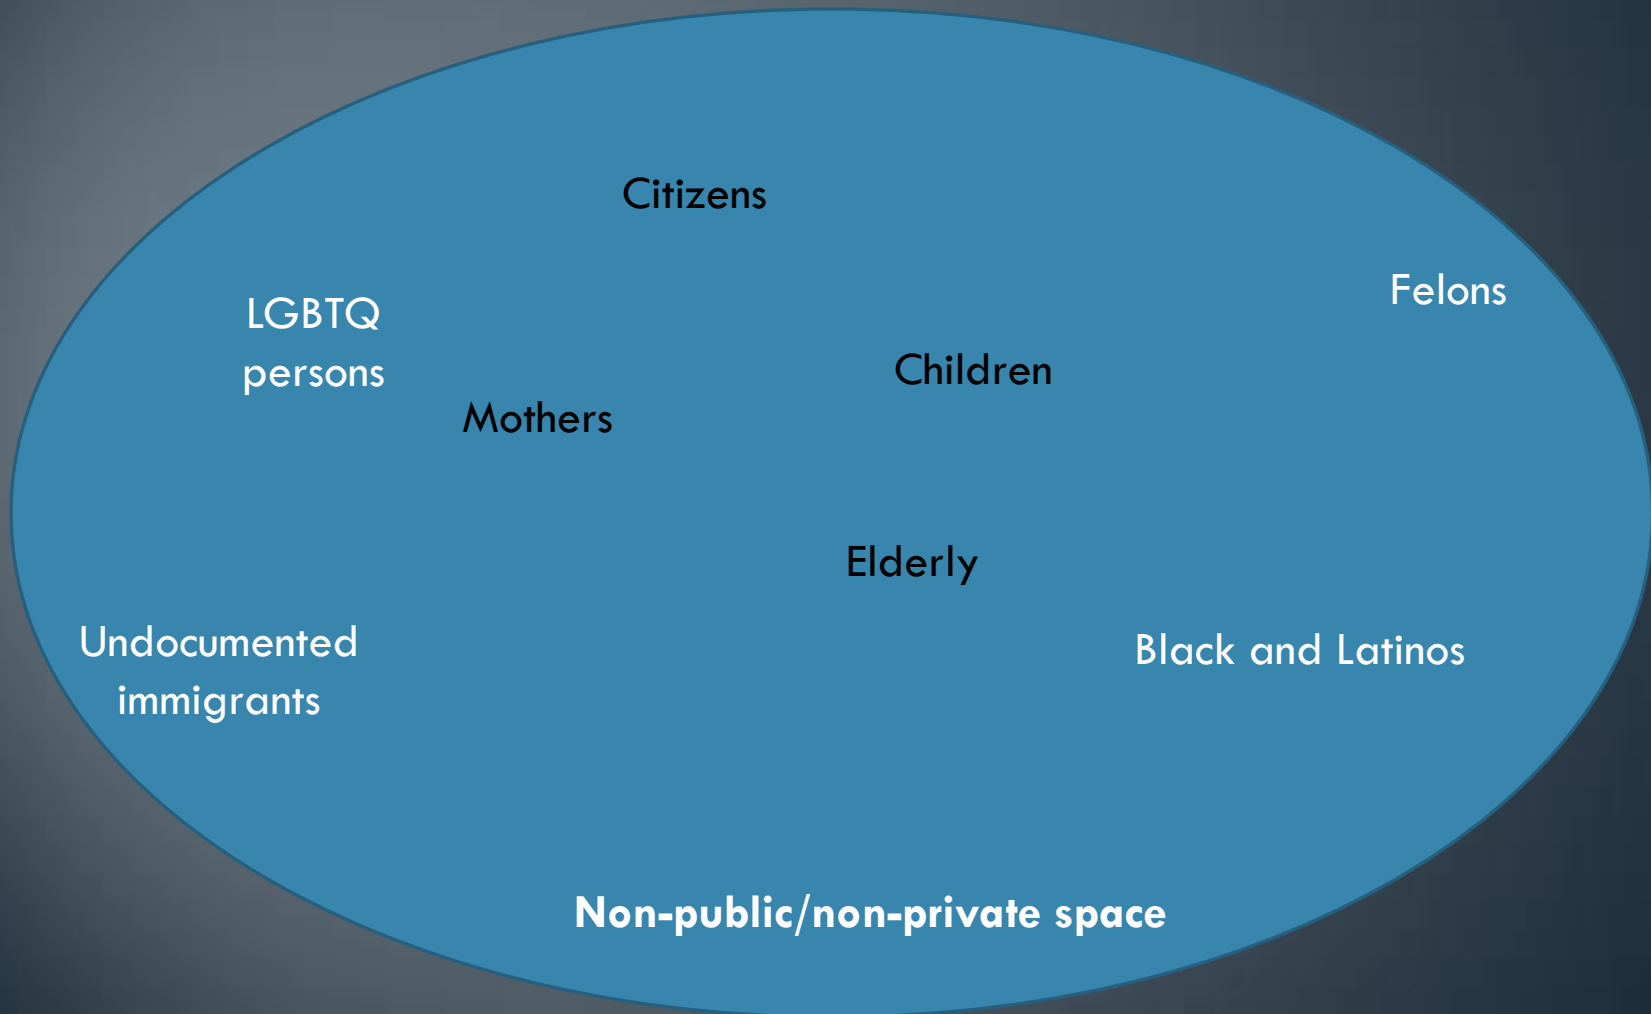 Citizens
Felons
LGBTQ
persons
Children
Mothers
Elderly
Undocumented
immigrants
Black and Latinos
Non-public/non-private space